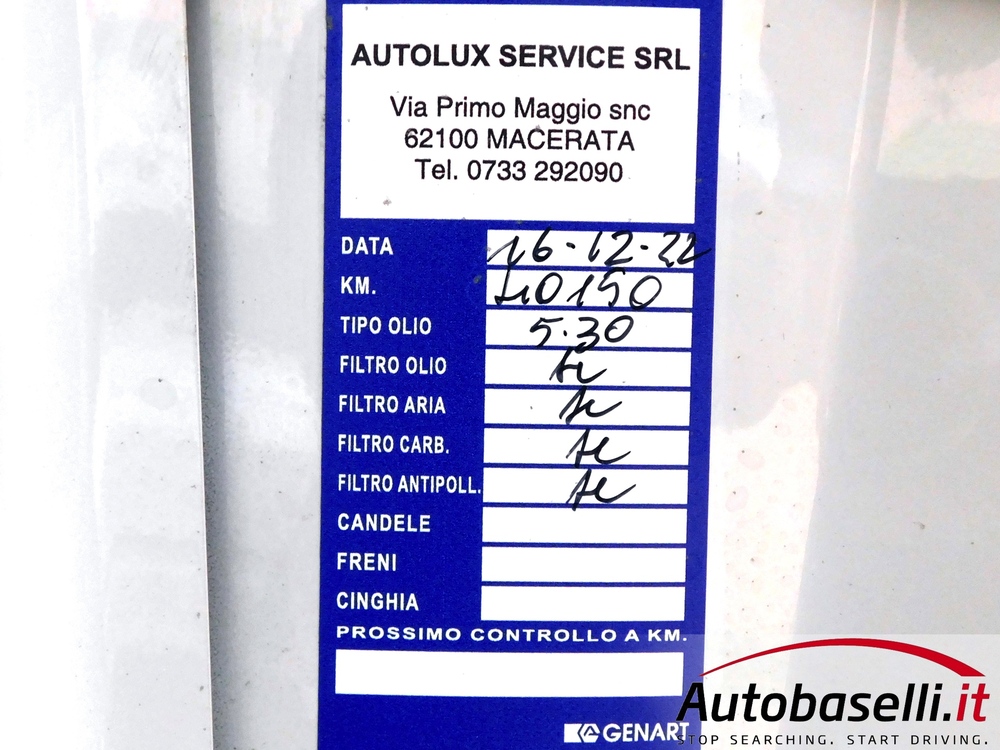 AUTOLUX SERVICE SRL
Via Primo Maggio snc
62100 MACERATA
Tel. 0733 292090
DATA 16-12-22
KM.
TIPO OLIO 5.30
FILTRO OLIO
FILTRO ARIA
FILTRO CARB.
FILTRO ANTIPOLL.
CANDELE
FRENI
CINGHIA
PROSSIMO CONTROLLO A KM.
GENART
Autobaselli.it
STOP SEARCHING. START DRIVING.